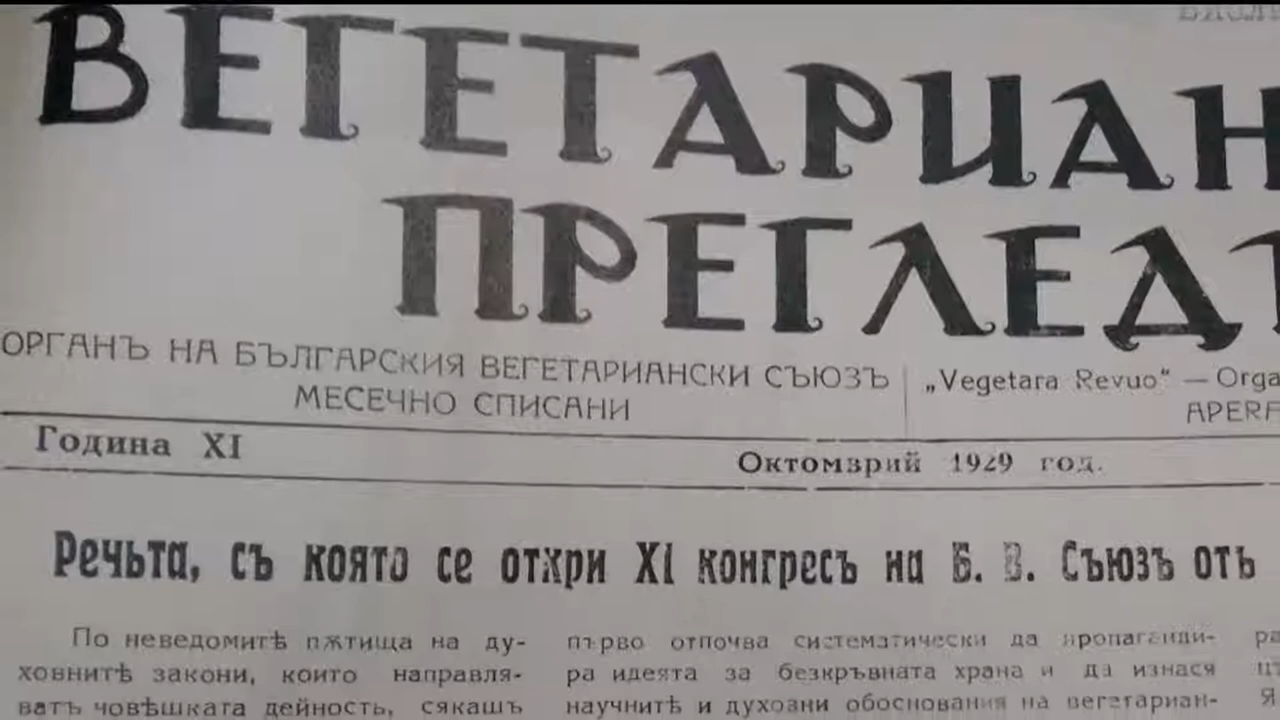 ВЕГЕТАРИАН
ПРЕГЛЕДЪ
ОРГАНЪ НА БЪЛГАРСКИЯ ВЕГЕТАРИАНСКИ СЪЮЗЪ
МЕСЕЧНО СПИСАНИ
„Vegetara Revuo“ — Orga
APERA
Година XI
Октомврий 1929 год.
Речьта, съ която се откри XI конгресъ на Б. В. Съюзъ отъ
По неведомитѣ пѫтища на ду-
ховнитѣ закони, които направля-
ватъ човѣшката дейность, сякашъ
първо отпочва систематически да пропаганди-
ра идеята за безкръвната храна и да изнася
научнитѣ и духовни обоснования на вегетариан-